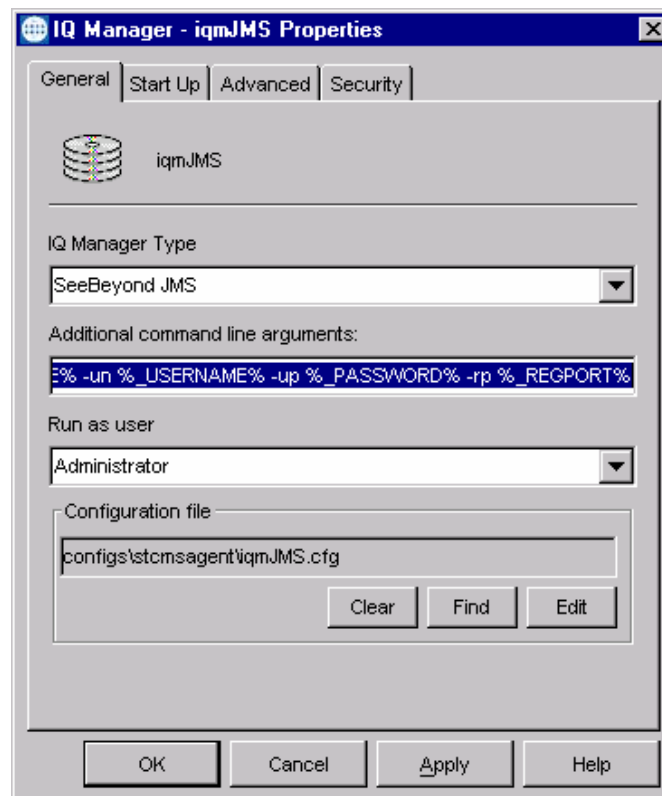 IQ Manager - iqmJMS Properties
General Start Up Advanced Security
iqmJMS
IQ Manager Type
SeeBeyond JMS
Additional command line arguments:
E% -un %_USERNAME% -up %_PASSWORD% -rp %_REGPORT%
Run as user
Administrator
Configuration file
configs\stcmsagent\iqmJMS.cfg
Clear Find Edit
OK Cancel Apply Help